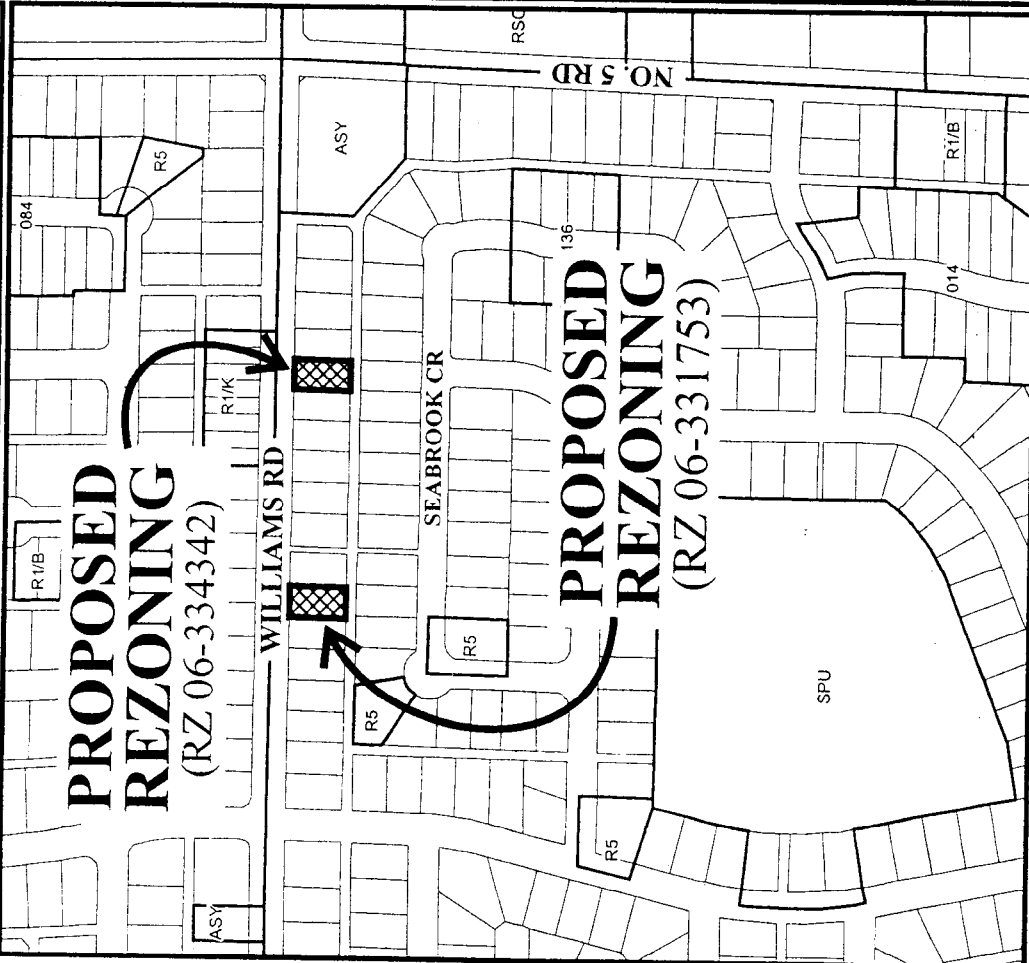 RSC
NO. 5 RD
084
R5
ASY
R1/B
136
014
R1/K
R1/B
PROPOSED
REZONING
(RZ 06-334342)
WILLIAMS RD
SEABROOK CR
PROPOSED
REZONING
(RZ 06-331753)
R5
R5
SPU
R5
ASY